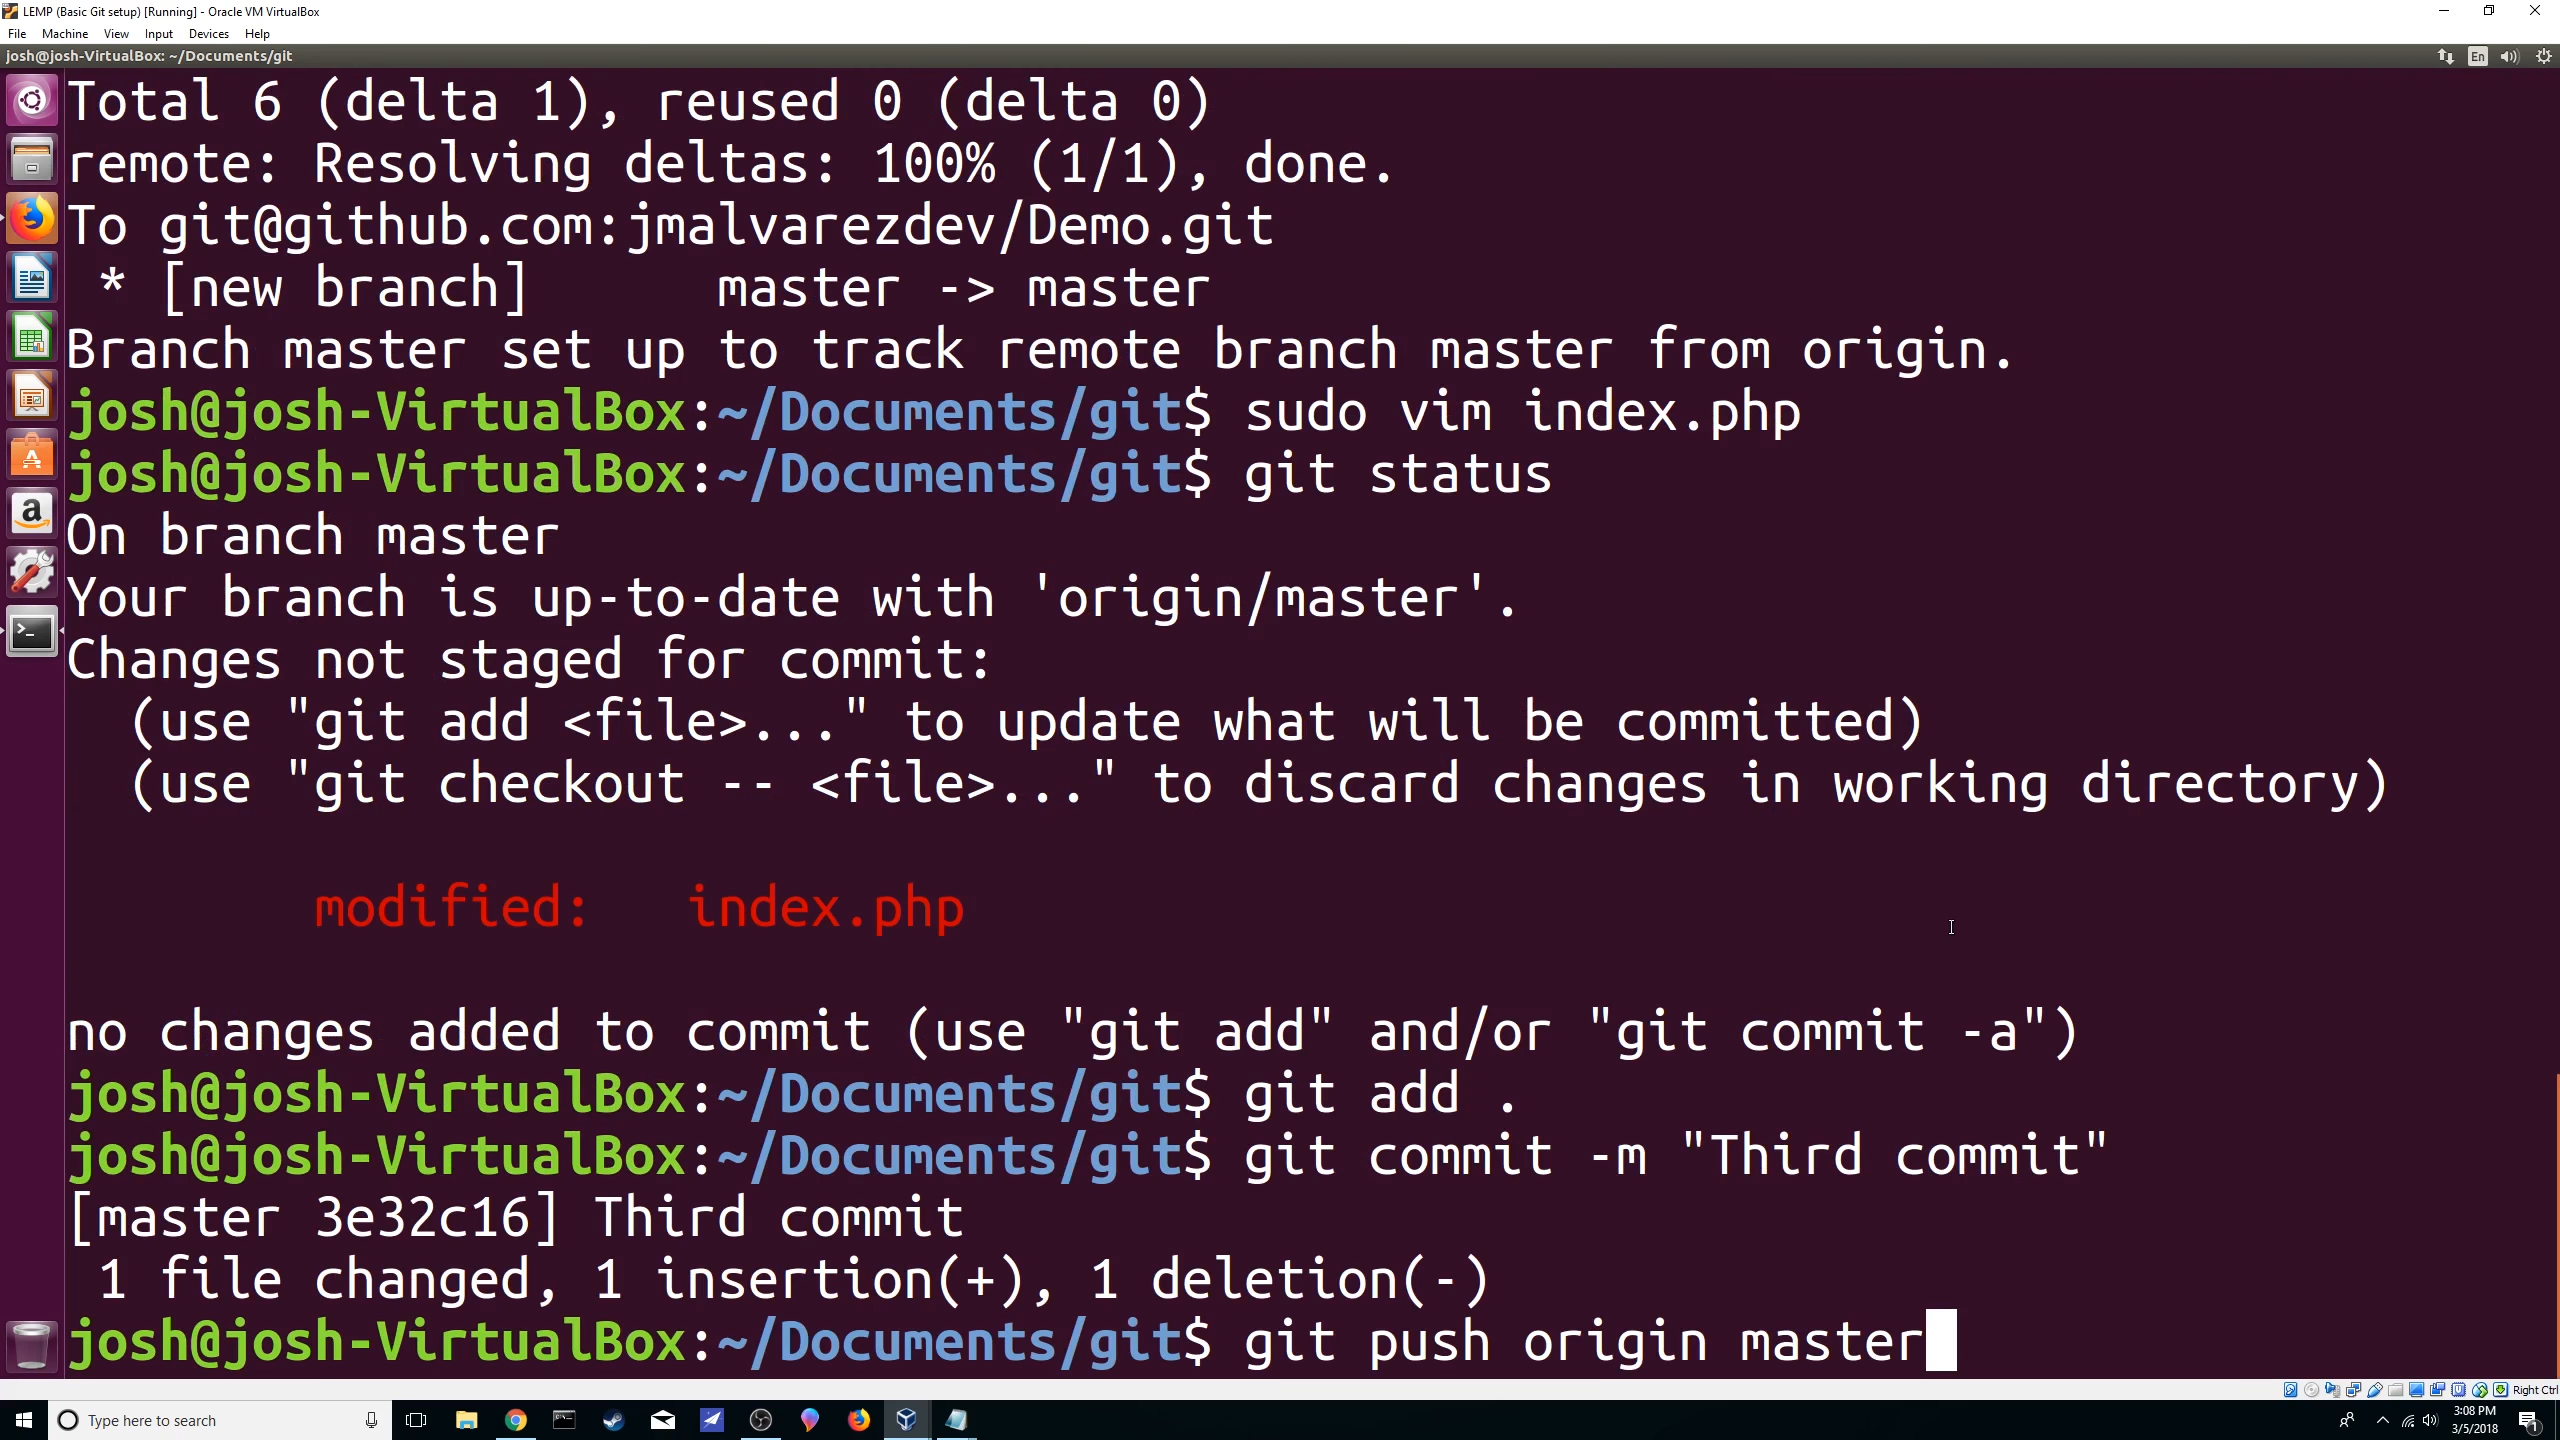 LEMP (Basic Git setup) [Running] - Oracle VM VirtualBox
File Machine View Input Devices Help
josh@josh-VirtualBox: ~/Documents/git
En
Total 6 (delta 1), reused 0 (delta 0)
remote: Resolving deltas: 100% (1/1), done.
To git@github.com:jmalvarezdev/Demo.git
 * [new branch]      master -> master
Branch master set up to track remote branch master from origin.
josh@josh-VirtualBox:~/Documents/git$ sudo vim index.php
josh@josh-VirtualBox:~/Documents/git$ git status
On branch master
Your branch is up-to-date with 'origin/master'.
Changes not staged for commit:
  (use "git add <file>..." to update what will be committed)
  (use "git checkout -- <file>..." to discard changes in working directory)
        modified:   index.php
no changes added to commit (use "git add" and/or "git commit -a")
josh@josh-VirtualBox:~/Documents/git$ git add .
josh@josh-VirtualBox:~/Documents/git$ git commit -m "Third commit"
[master 3e32c16] Third commit
 1 file changed, 1 insertion(+), 1 deletion(-)
josh@josh-VirtualBox:~/Documents/git$ git push origin master
Right Ctrl
Type here to search
3:08 PM
3/5/2018
1